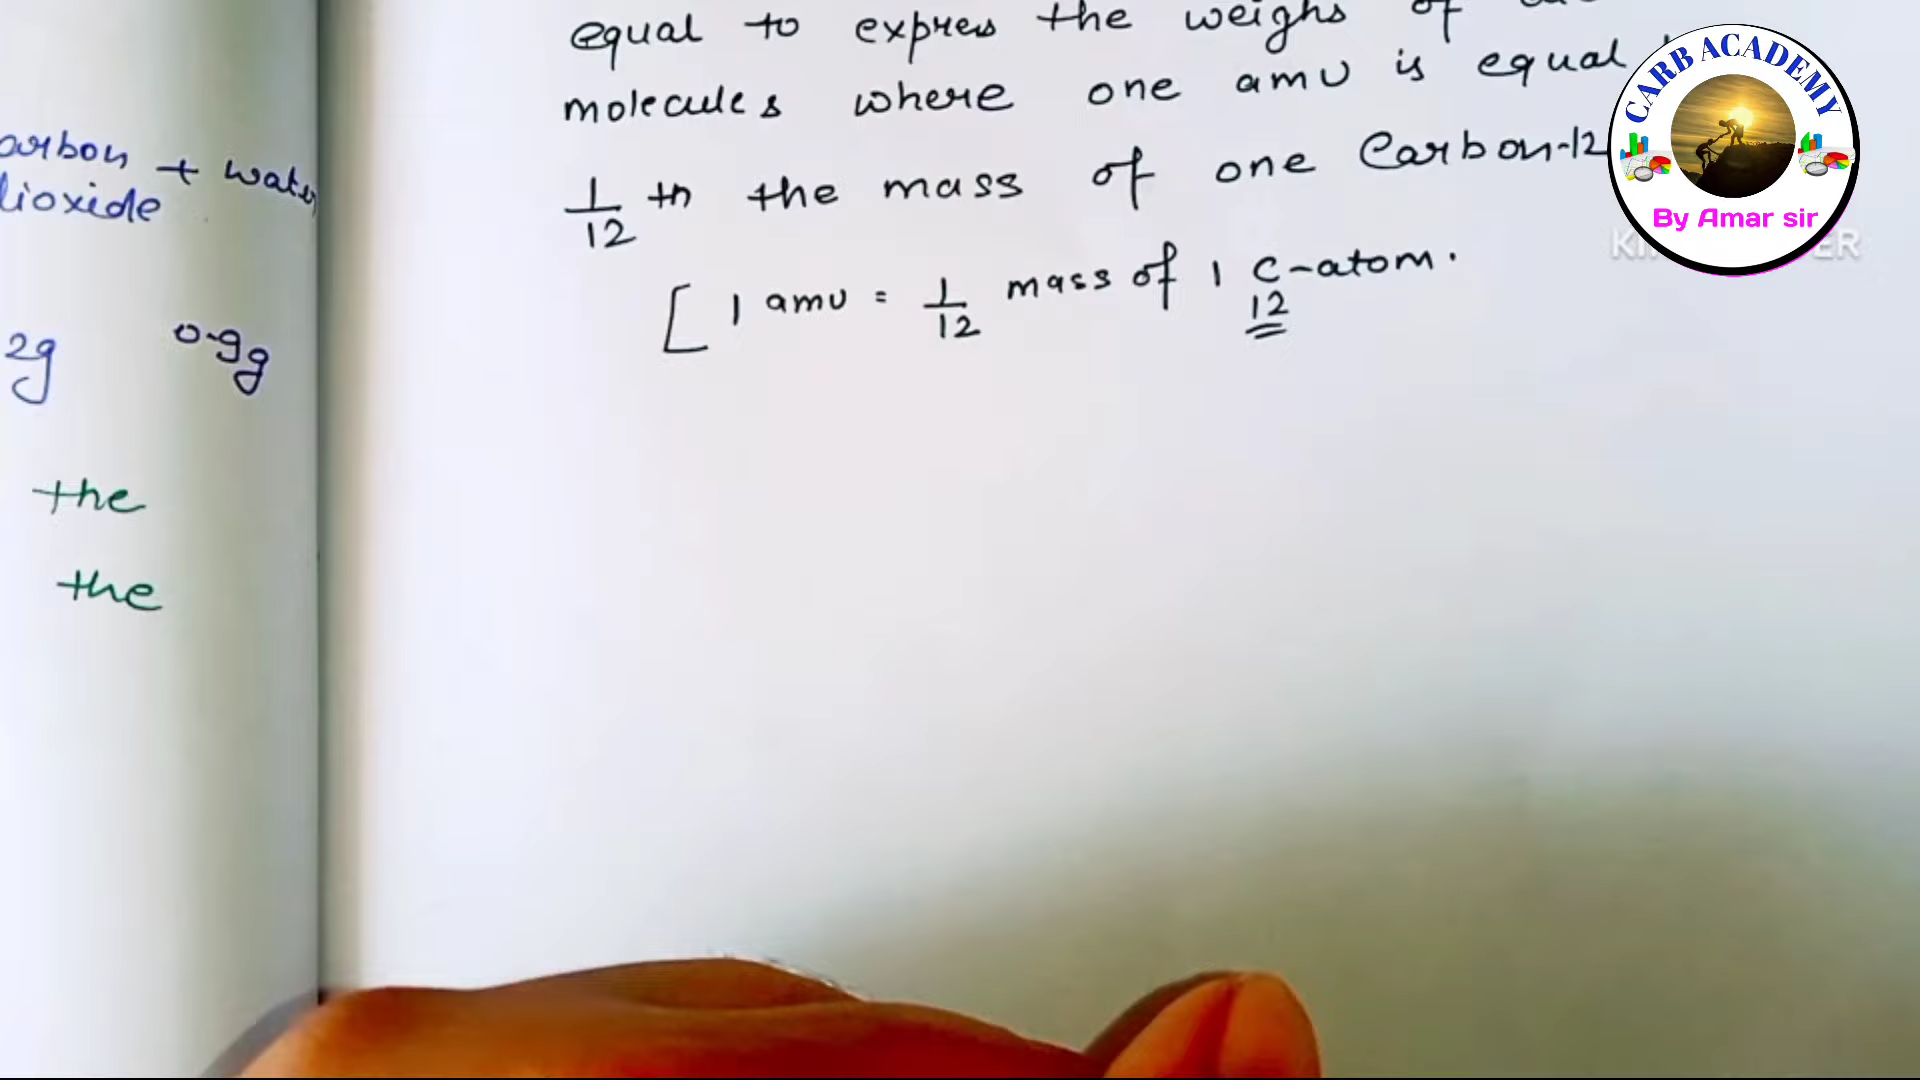 arbon + water
dioxide
2g 0.9g
the
the
equal to express the weighs of
molecules where one amu is equal
1/12 th the mass of one Carbon-12
[ 1 amu = 1/12 mass of 1 C-atom.
12
CARB ACADEMY
By Amar sir